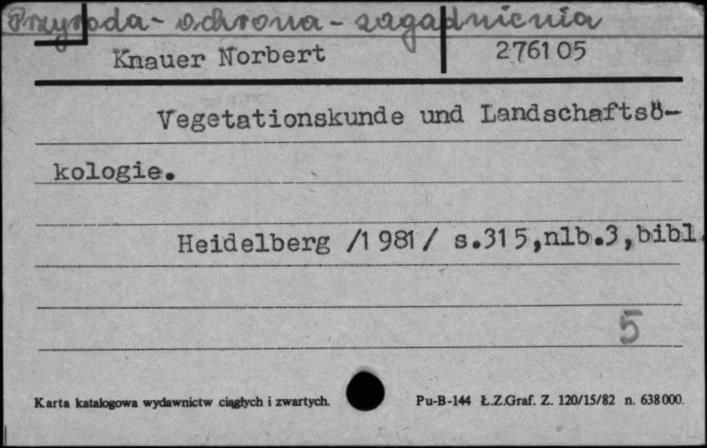 Przyroda - ochrona - zagadnienia
Knauer Norbert 276105
Vegetationskunde und Landschaftsö-
kologie.
Heidelberg /1981/ s.315,nlb.3,bibl.
5
Karta katalogowa wydawnictw ciągłych i zwartych. Pu-B-144 Ł.Z.Graf. Z. 120/15/82 n. 638000.